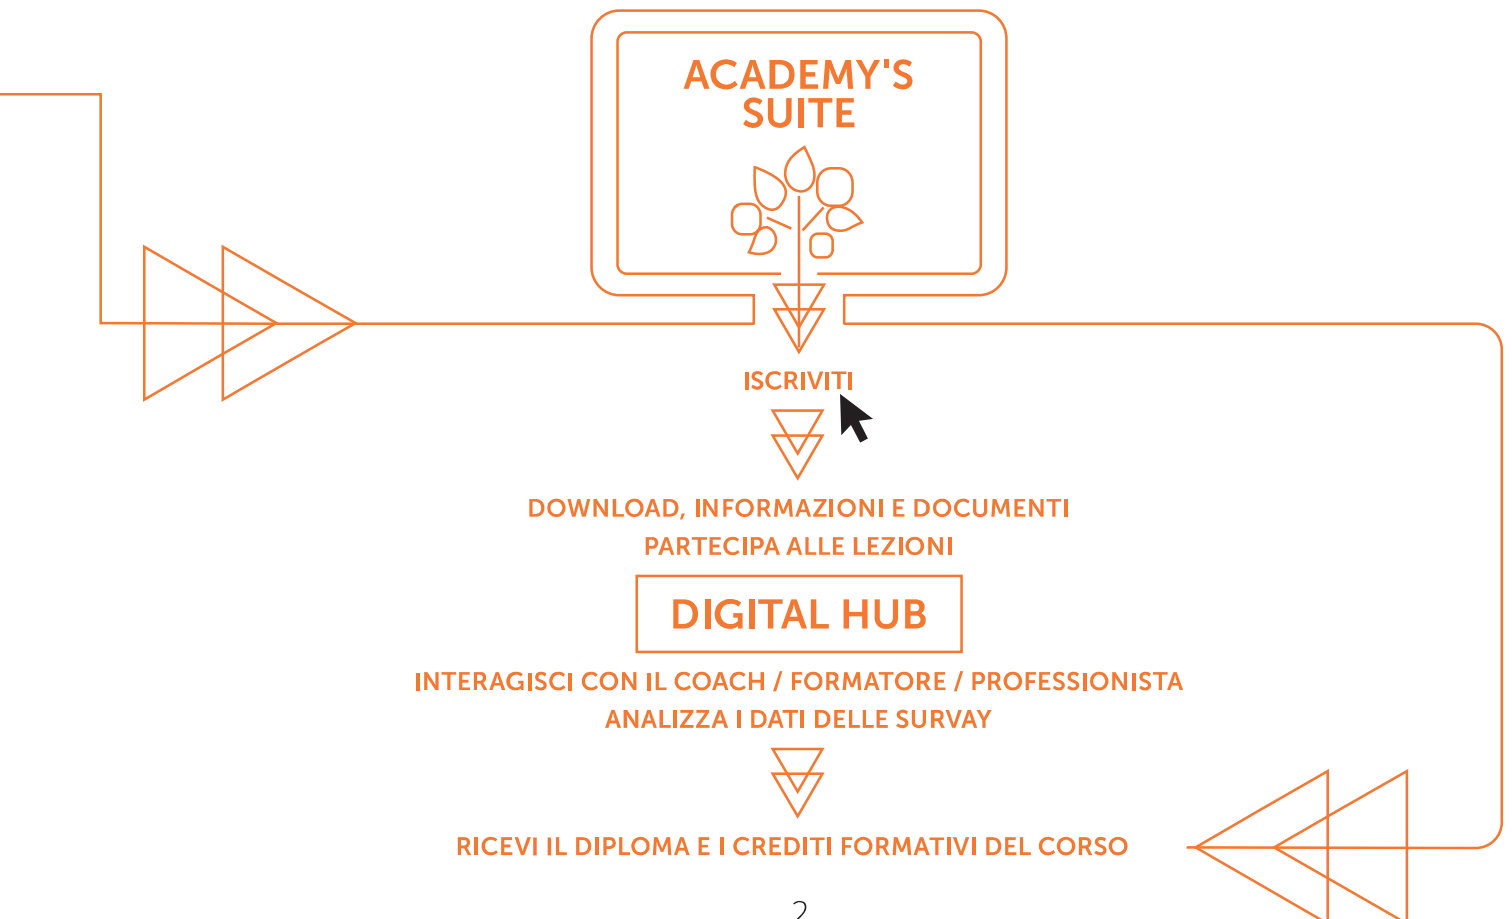 ACADEMY'S
SUITE
ISCRIVITI
DOWNLOAD, INFORMAZIONI E DOCUMENTI
PARTECIPA ALLE LEZIONI
DIGITAL HUB
INTERAGISCI CON IL COACH / FORMATORE / PROFESSIONISTA
ANALIZZA I DATI DELLE SURVAY
RICEVI IL DIPLOMA E I CREDITI FORMATIVI DEL CORSO
2